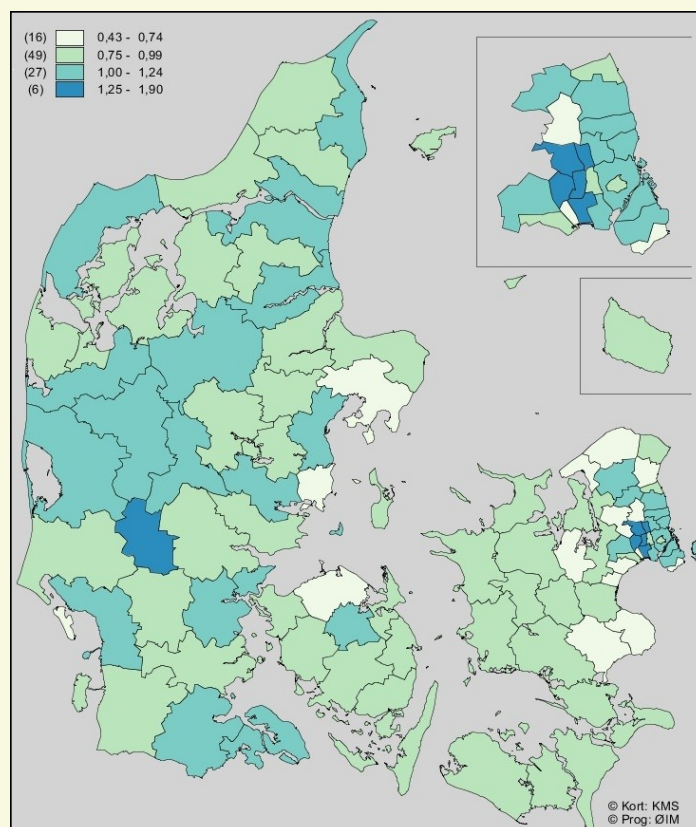 (16) 0,43 - 0,74
(49) 0,75 - 0,99
(27) 1,00 - 1,24
(6) 1,25 - 1,90
© Kort: KMS
© Prog: ØIM